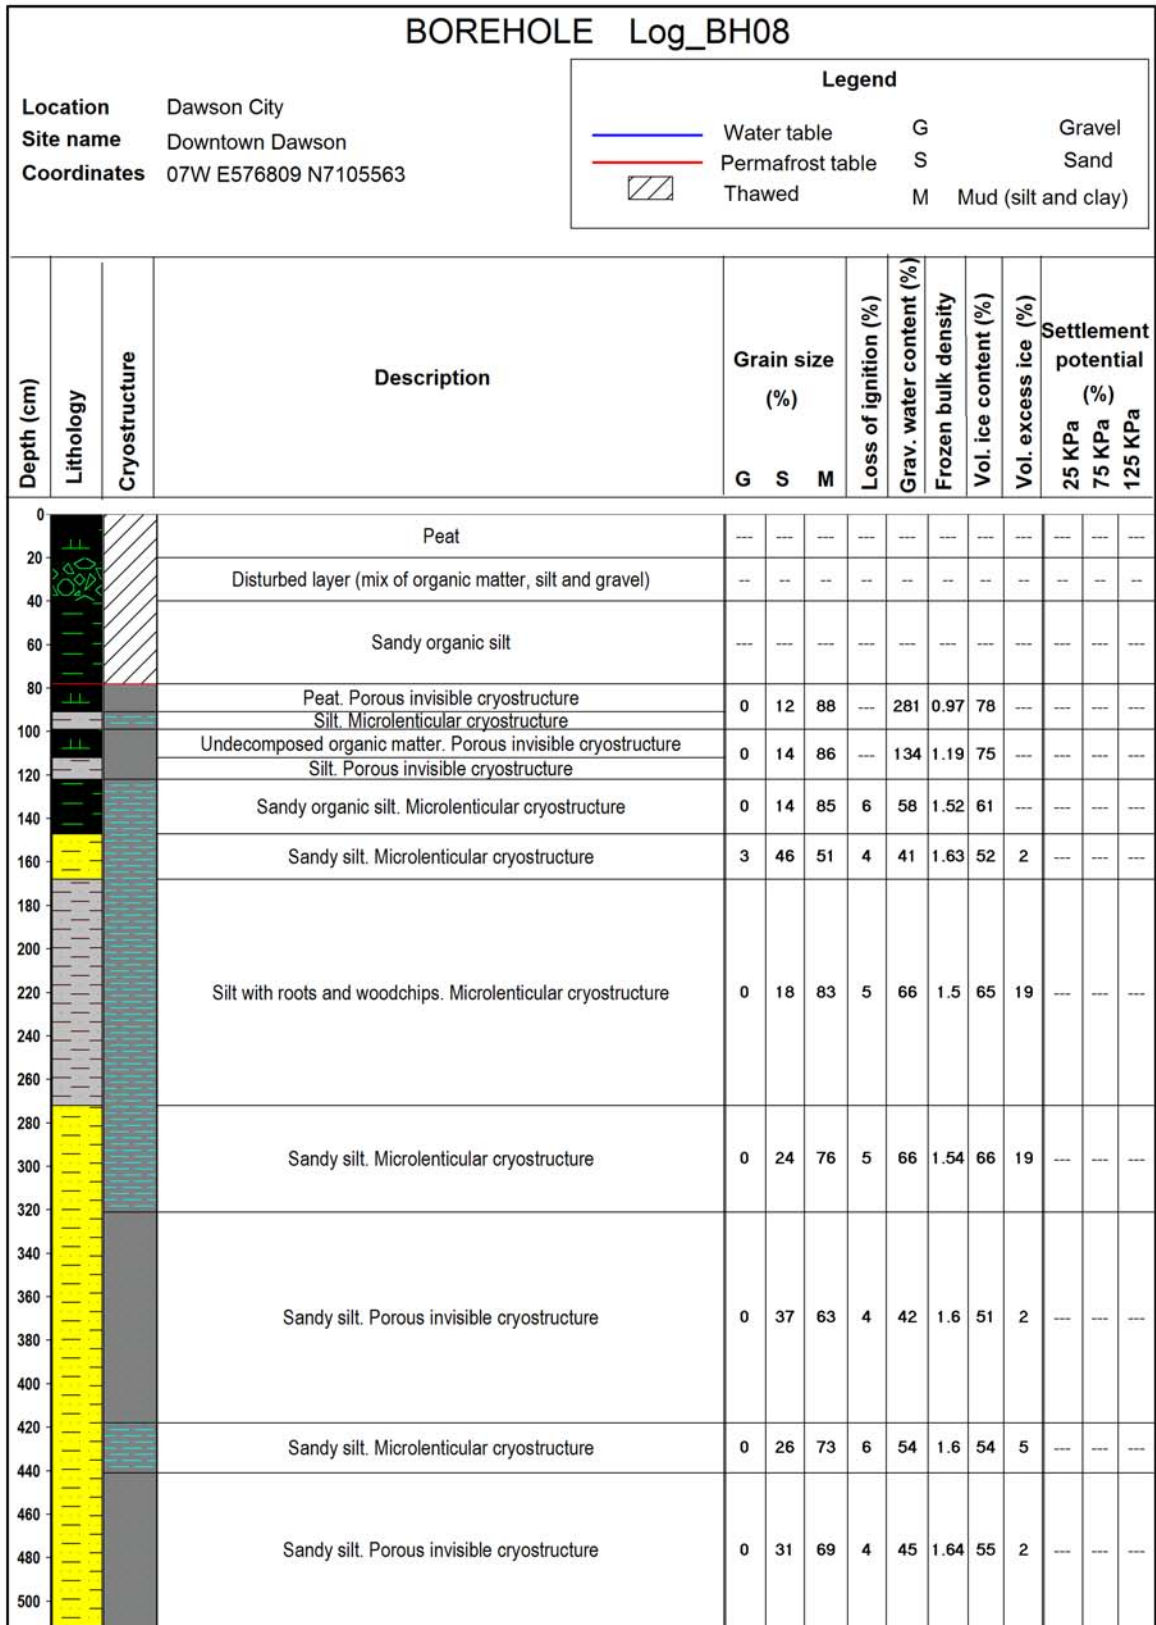 BOREHOLE Log_BH08
Location Dawson City
Site name Downtown Dawson
Coordinates 07W E576809 N7105563
Legend
Water table G Gravel
Permafrost table S Sand
Thawed M Mud (silt and clay)
Depth (cm)
Lithology
Cryostructure
Description
Grain size
(%)
G S M
Loss of ignition (%)
Grav. water content (%)
Frozen bulk density
Vol. ice content (%)
Vol. excess ice (%)
Settlement
potential
(%)
25 KPa
75 KPa
125 KPa
0
Peat --- --- --- --- --- --- --- --- --- --- ---
20
Disturbed layer (mix of organic matter, silt and gravel) -- -- -- -- -- -- -- -- -- -- --
40
60
Sandy organic silt --- --- --- --- --- --- --- --- --- --- ---
80
Peat. Porous invisible cryostructure
0 12 88 --- 281 0.97 78 --- --- --- ---
Silt. Microlenticular cryostructure
100
Undecomposed organic matter. Porous invisible cryostructure
0 14 86 --- 134 1.19 75 --- --- --- ---
Silt. Porous invisible cryostructure
120
Sandy organic silt. Microlenticular cryostructure 0 14 85 6 58 1.52 61 --- --- --- ---
140
160 Sandy silt. Microlenticular cryostructure 3 46 51 4 41 1.63 52 2 --- --- ---
180
200
220 Silt with roots and woodchips. Microlenticular cryostructure 0 18 83 5 66 1.5 65 19 --- --- ---
240
260
280
300 Sandy silt. Microlenticular cryostructure 0 24 76 5 66 1.54 66 19 --- --- ---
320
340
360
Sandy silt. Porous invisible cryostructure 0 37 63 4 42 1.6 51 2 --- --- ---
380
400
420
Sandy silt. Microlenticular cryostructure 0 26 73 6 54 1.6 54 5 --- --- ---
440
460
480 Sandy silt. Porous invisible cryostructure 0 31 69 4 45 1.64 55 2 --- --- ---
500